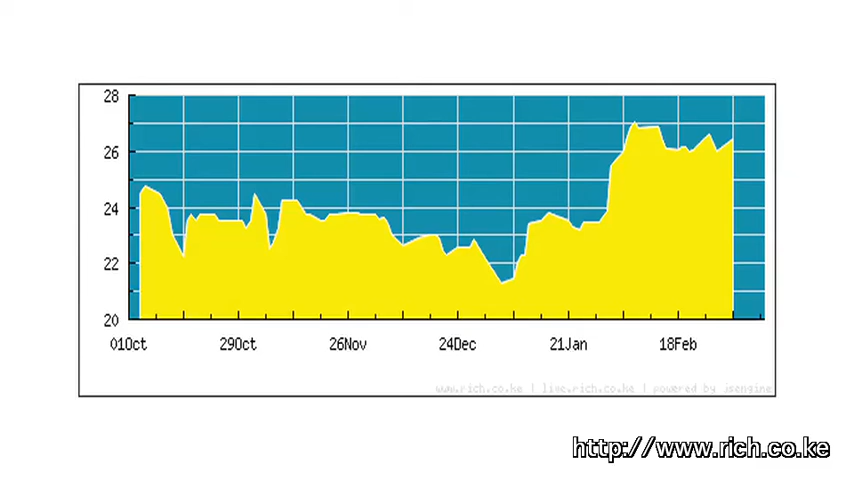 28
26
24
22
20
01Oct 29Oct 26Nov 24Dec 21Jan 18Feb
www.rich.co.ke | live.rich.co.ke | powered by jsengine
http://www.rich.co.ke